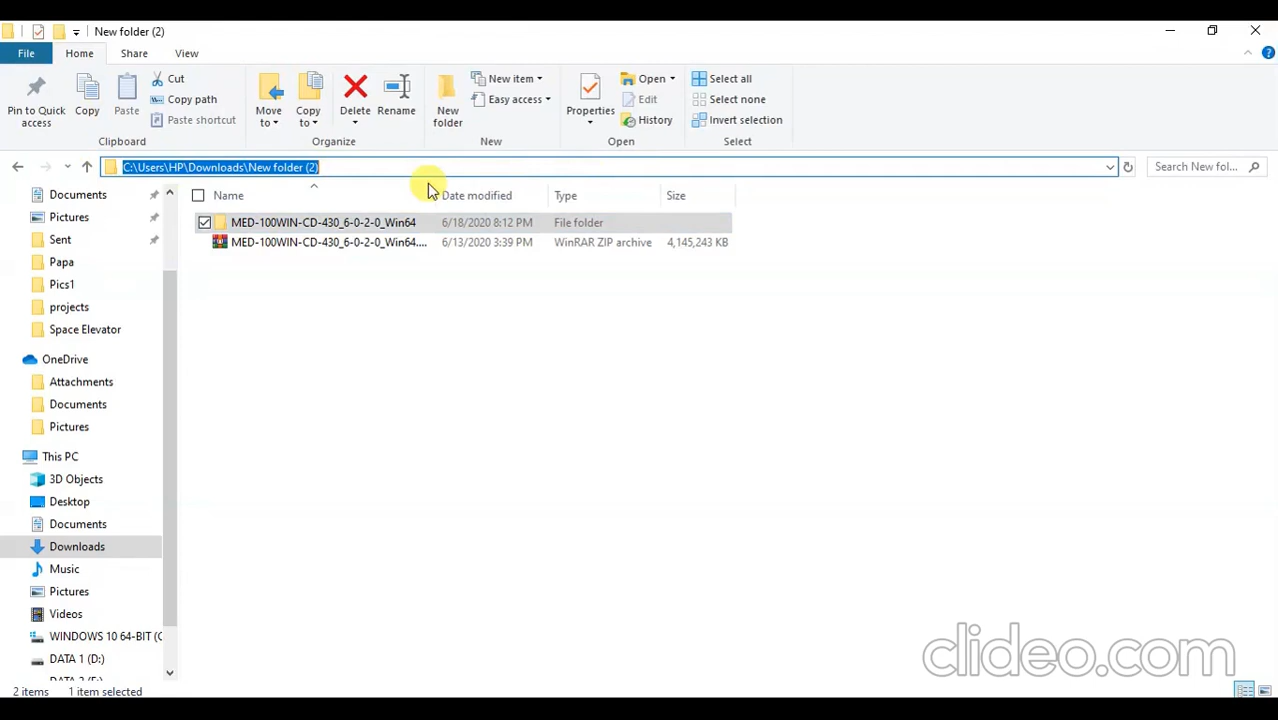 New folder (2)
File Home Share View
Pin to Quick access
Copy
Paste
Cut
Copy path
Paste shortcut
Clipboard
Move to
Copy to
Delete
Rename
Organize
New folder
New item
Easy access
New
Properties
Open
Edit
History
Open
Select all
Select none
Invert selection
Select
C:\Users\HP\Downloads\New folder (2)
Search New fol...
Name Date modified Type Size
MED-100WIN-CD-430_6-0-2-0_Win64 6/18/2020 8:12 PM File folder
MED-100WIN-CD-430_6-0-2-0_Win64.... 6/13/2020 3:39 PM WinRAR ZIP archive 4,145,243 KB
Documents
Pictures
Sent
Papa
Pics1
projects
Space Elevator
OneDrive
Attachments
Documents
Pictures
This PC
3D Objects
Desktop
Documents
Downloads
Music
Pictures
Videos
WINDOWS 10 64-BIT (C
DATA 1 (D:)
2 items 1 item selected
clideo.com